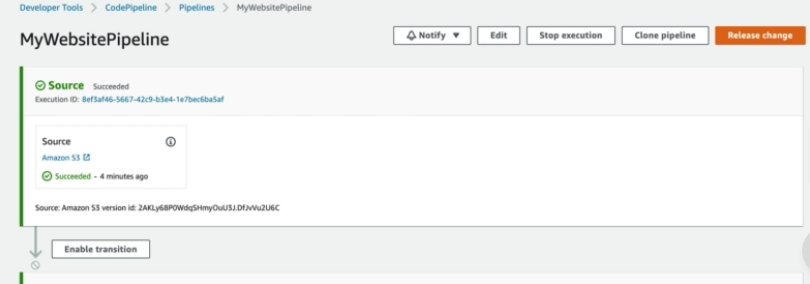 Developer Tools > CodePipeline > Pipelines > MyWebsitePipeline
MyWebsitePipeline
Notify ▼ Edit Stop execution Clone pipeline Release change
Source Succeeded
Execution ID: 8ef3af46-5667-42c9-b3e4-1e7bec6ba5af
Source
Amazon S3
Succeeded - 4 minutes ago
Source: Amazon S3 version id: 2AKLy68P0WdqSHmyOuU3J.DfJvVu2U6C
Enable transition